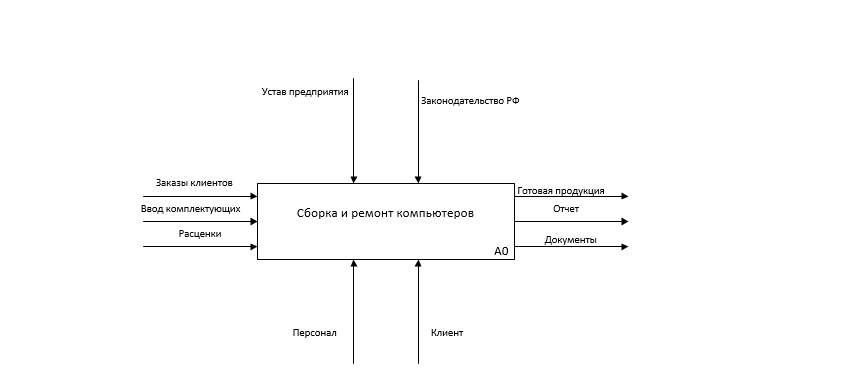 Устав предприятия
Законодательство РФ
Заказы клиентов
Ввод комплектующих
Расценки
Сборка и ремонт компьютеров
A0
Готовая продукция
Отчет
Документы
Персонал
Клиент